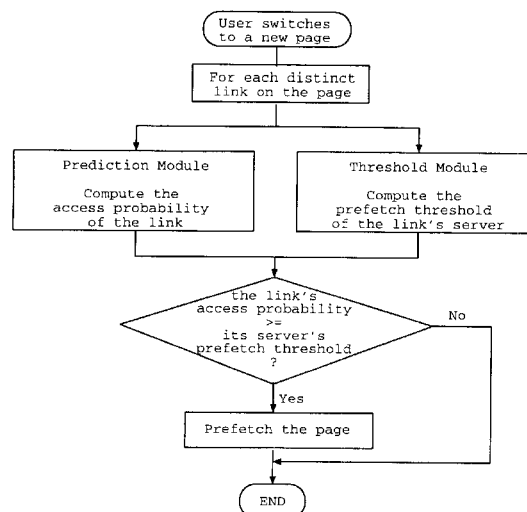 User switches
to a new page
For each distinct
link on the page
Prediction Module
Compute the
access probability
of the link
Threshold Module
Compute the
prefetch threshold
of the link's server
the link's
access probability
>=
its server's
prefetch threshold
?
No
Yes
Prefetch the page
END